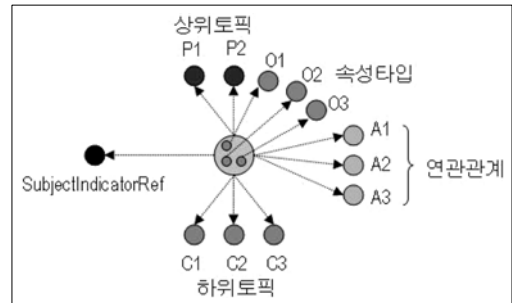 상위토픽
P1 P2 O1
O2 속성타입
O3
A1
A2 연관관계
A3
SubjectIndicatorRef
C1 C2 C3
하위토픽